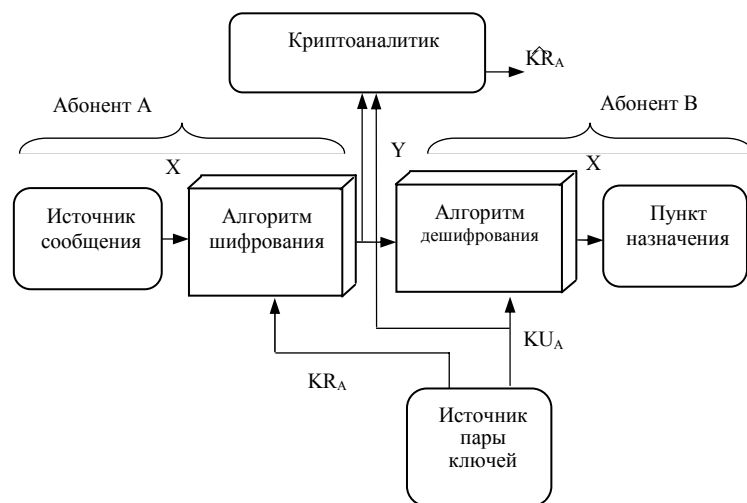 Криптоаналитик
K̂R_A
Абонент А
Абонент В
X
Y
X
Источник
сообщения
Алгоритм
шифрования
Алгоритм
дешифрования
Пункт
назначения
KR_A
KU_A
Источник
пары
ключей